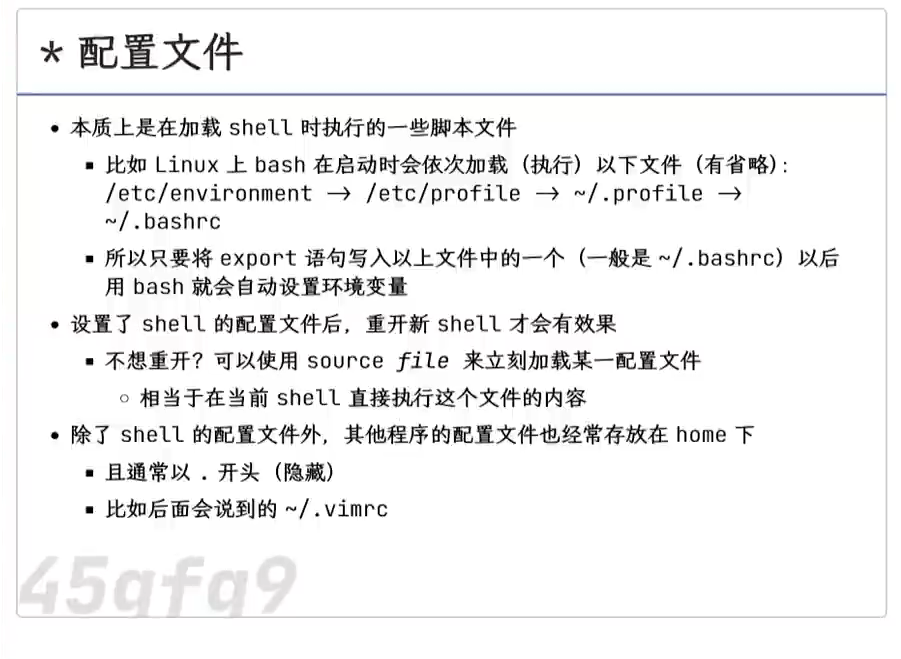 * 配置文件
• 本质上是在加载 shell 时执行的一些脚本文件
▪ 比如 Linux 上 bash 在启动时会依次加载（执行）以下文件（有省略）：
/etc/environment → /etc/profile → ~/.profile →
~/.bashrc
▪ 所以只要将 export 语句写入以上文件中的一个（一般是 ~/.bashrc）以后
用 bash 就会自动设置环境变量
• 设置了 shell 的配置文件后，重开新 shell 才会有效果
▪ 不想重开？可以使用 source file 来立刻加载某一配置文件
○ 相当于在当前 shell 直接执行这个文件的内容
• 除了 shell 的配置文件外，其他程序的配置文件也经常存放在 home 下
▪ 且通常以 . 开头（隐藏）
▪ 比如后面会说到的 ~/.vimrc
45gfg9